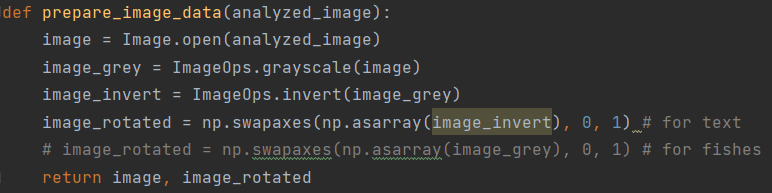 def prepare_image_data(analyzed_image):
    image = Image.open(analyzed_image)
    image_grey = ImageOps.grayscale(image)
    image_invert = ImageOps.invert(image_grey)
    image_rotated = np.swapaxes(np.asarray(image_invert), 0, 1) # for text
    # image_rotated = np.swapaxes(np.asarray(image_grey), 0, 1) # for fishes
    return image, image_rotated